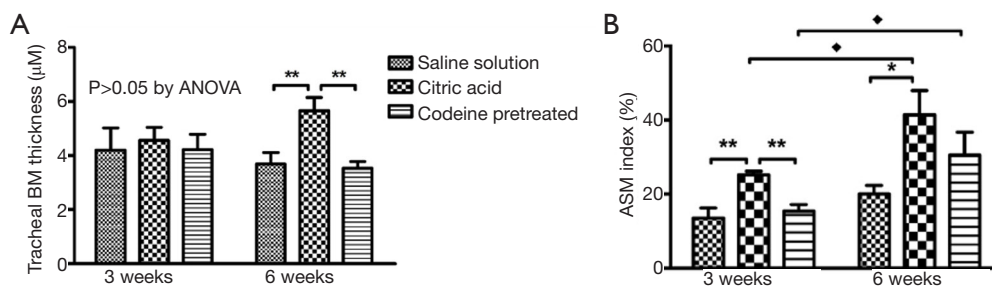 A
Tracheal BM thickness (μM)
8
6
4
2
0
P>0.05 by ANOVA
**
**
3 weeks
6 weeks
Saline solution
Citric acid
Codeine pretreated
B
ASM index (%)
60
40
20
0
**
**
*
◆
◆
3 weeks
6 weeks